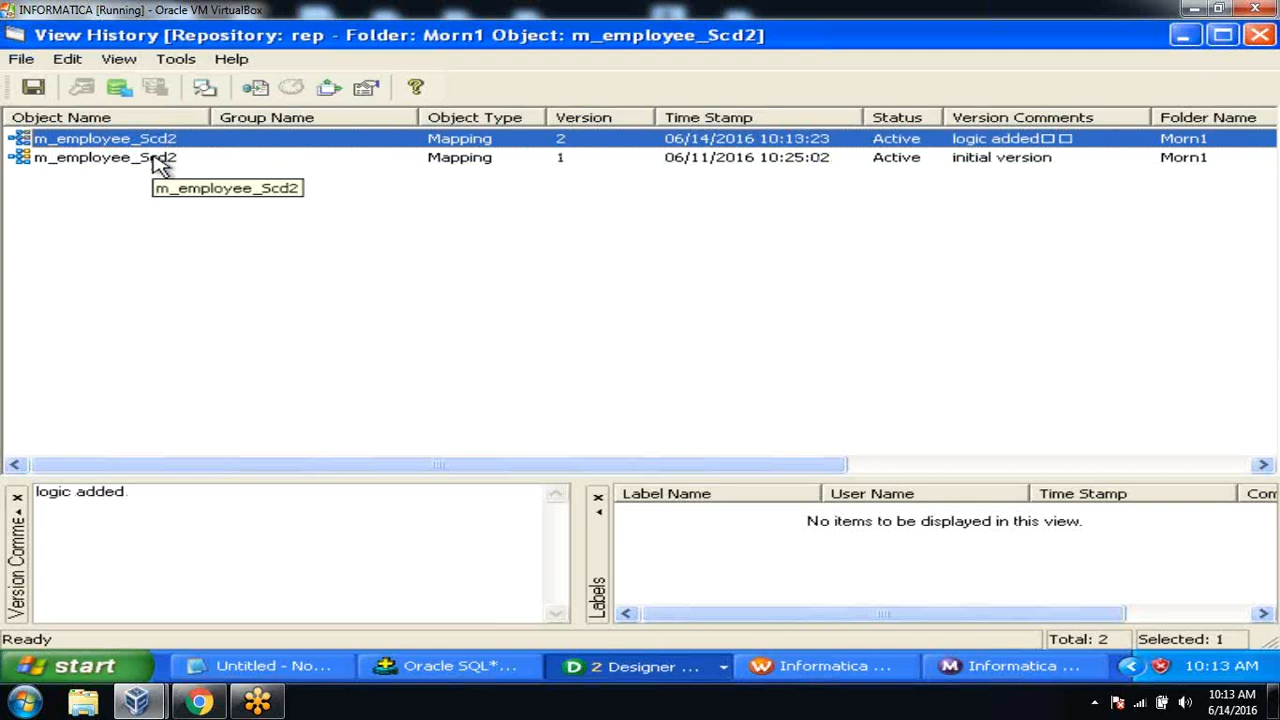 INFORMATICA [Running] - Oracle VM VirtualBox
View History [Repository: rep - Folder: Morn1 Object: m_employee_Scd2]
File Edit View Tools Help
Object Name Group Name Object Type Version Time Stamp Status Version Comments Folder Name
m_employee_Scd2 Mapping 2 06/14/2016 10:13:23 Active logic added Morn1
m_employee_Scd2 Mapping 1 06/11/2016 10:25:02 Active initial version Morn1
m_employee_Scd2
logic added.
Version Comme
Labels
Label Name User Name Time Stamp Con
No items to be displayed in this view.
Ready Total: 2 Selected: 1
start Untitled - No... Oracle SQL*... 2 Designer ... Informatica ... Informatica ... 10:13 AM
10:13 AM
6/14/2016